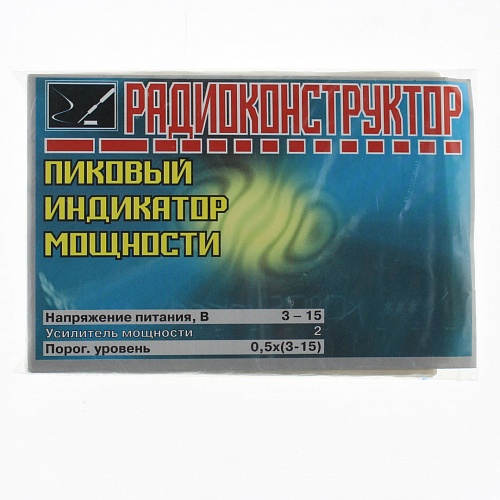 РАДИОКОНСТРУКТОР
ПИКОВЫЙ
ИНДИКАТОР
МОЩНОСТИ
Напряжение питания, В 3 – 15
Усилитель мощности 2
Порог. уровень 0,5х(3-15)